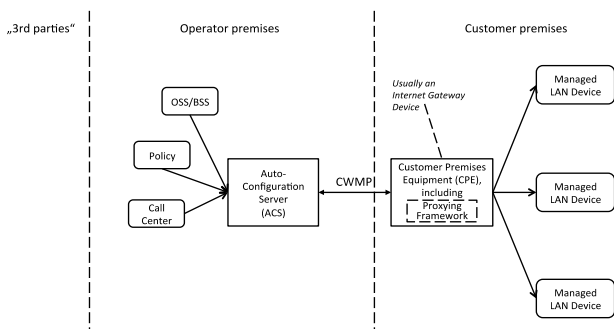 „3rd parties“
Operator premises
Customer premises
OSS/BSS
Policy
Call
Center
Auto-
Configuration
Server
(ACS)
CWMP
Usually an
Internet Gateway
Device
Customer Premises
Equipment (CPE),
including
Proxying
Framework
Managed
LAN Device
Managed
LAN Device
Managed
LAN Device